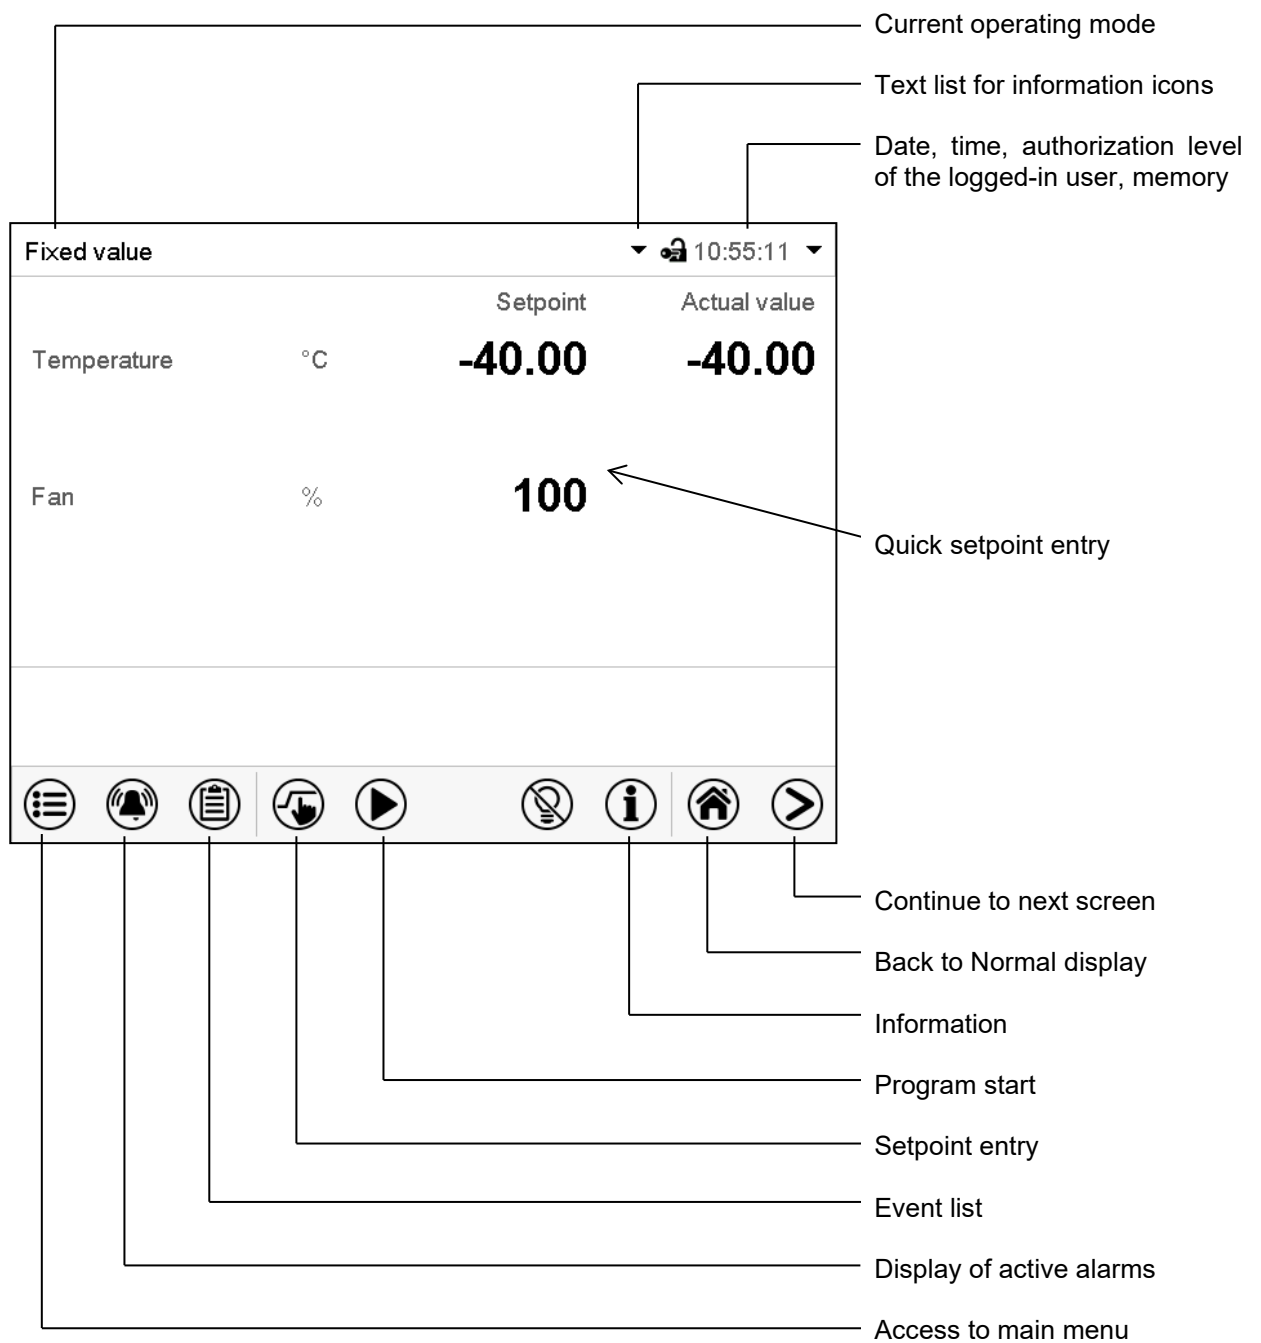 Current operating mode
Text list for information icons
Date, time, authorization level
of the logged-in user, memory
Fixed value
10:55:11
Setpoint Actual value
Temperature °C -40.00 -40.00
Fan % 100
Quick setpoint entry
Continue to next screen
Back to Normal display
Information
Program start
Setpoint entry
Event list
Display of active alarms
Access to main menu